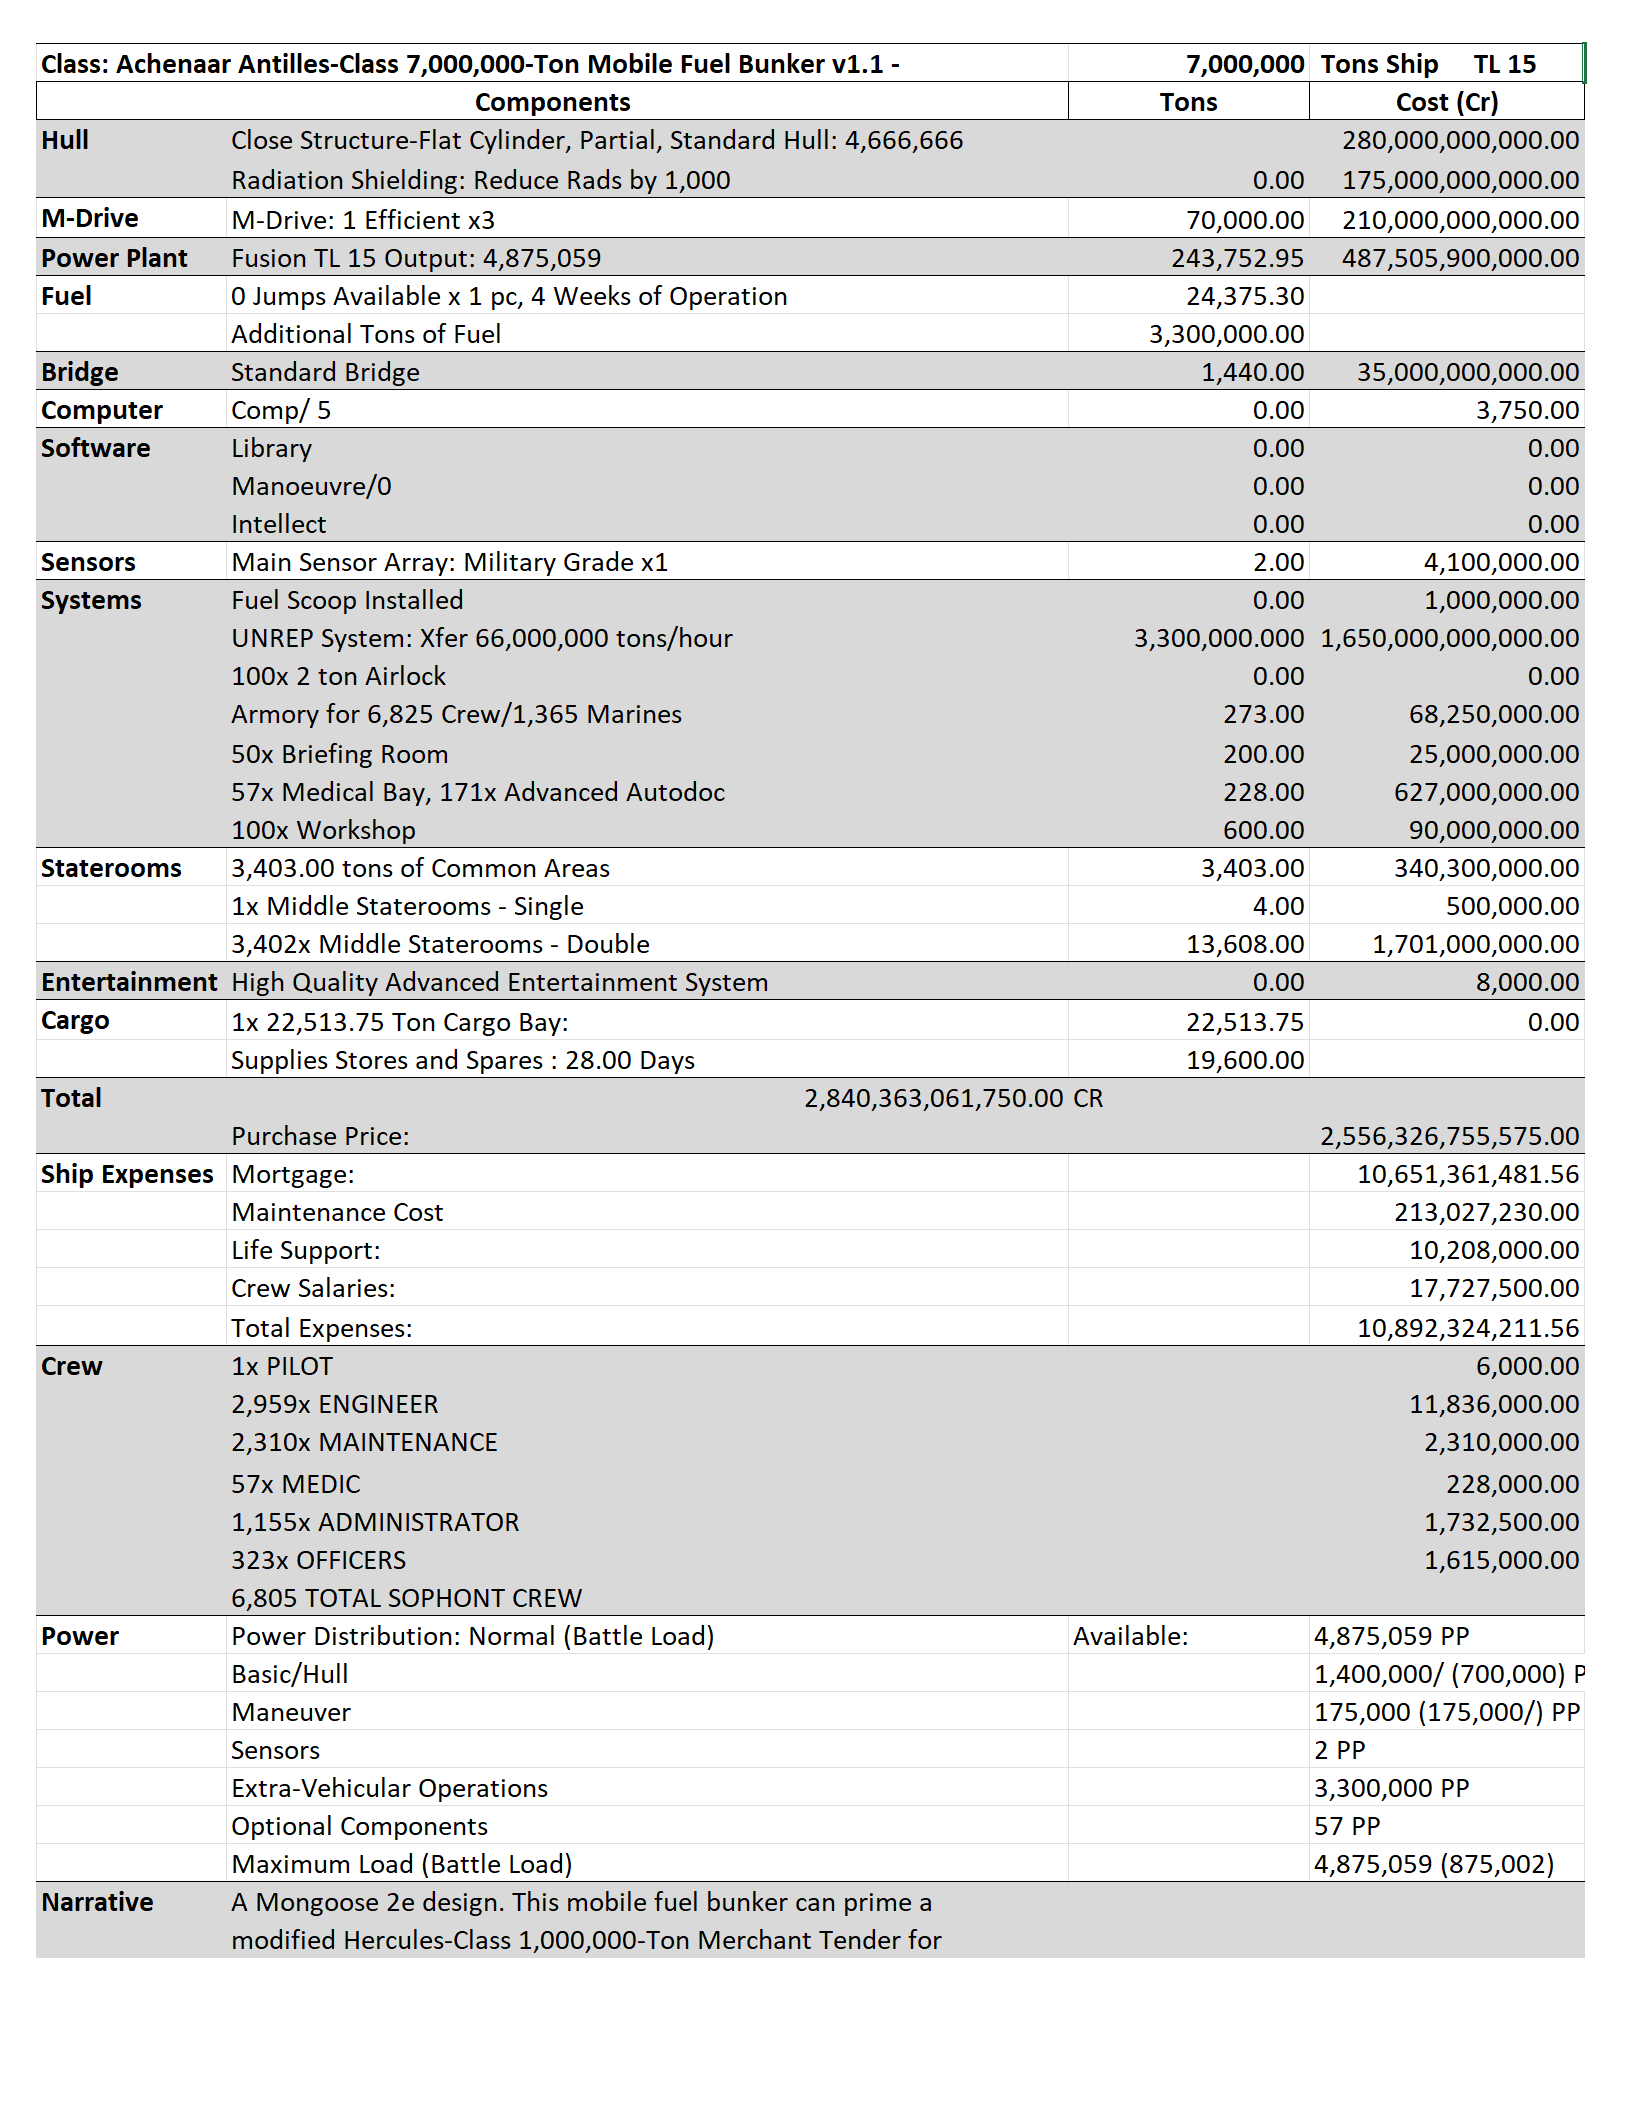 Class: Achenaar Antilles-Class 7,000,000-Ton Mobile Fuel Bunker v1.1 - 7,000,000 Tons Ship TL 15
Components Tons Cost (Cr)
Hull Close Structure-Flat Cylinder, Partial, Standard Hull: 4,666,666 280,000,000,000.00
Radiation Shielding: Reduce Rads by 1,000 0.00 175,000,000,000.00
M-Drive M-Drive: 1 Efficient x3 70,000.00 210,000,000,000.00
Power Plant Fusion TL 15 Output: 4,875,059 243,752.95 487,505,900,000.00
Fuel 0 Jumps Available x 1 pc, 4 Weeks of Operation 24,375.30
Additional Tons of Fuel 3,300,000.00
Bridge Standard Bridge 1,440.00 35,000,000,000.00
Computer Comp/ 5 0.00 3,750.00
Software Library 0.00 0.00
Manoeuvre/0 0.00 0.00
Intellect 0.00 0.00
Sensors Main Sensor Array: Military Grade x1 2.00 4,100,000.00
Systems Fuel Scoop Installed 0.00 1,000,000.00
UNREP System: Xfer 66,000,000 tons/hour 3,300,000.000 1,650,000,000,000.00
100x 2 ton Airlock 0.00 0.00
Armory for 6,825 Crew/1,365 Marines 273.00 68,250,000.00
50x Briefing Room 200.00 25,000,000.00
57x Medical Bay, 171x Advanced Autodoc 228.00 627,000,000.00
100x Workshop 600.00 90,000,000.00
Staterooms 3,403.00 tons of Common Areas 3,403.00 340,300,000.00
1x Middle Staterooms - Single 4.00 500,000.00
3,402x Middle Staterooms - Double 13,608.00 1,701,000,000.00
Entertainment High Quality Advanced Entertainment System 0.00 8,000.00
Cargo 1x 22,513.75 Ton Cargo Bay: 22,513.75 0.00
Supplies Stores and Spares : 28.00 Days 19,600.00
Total 2,840,363,061,750.00 CR
Purchase Price: 2,556,326,755,575.00
Ship Expenses Mortgage: 10,651,361,481.56
Maintenance Cost 213,027,230.00
Life Support: 10,208,000.00
Crew Salaries: 17,727,500.00
Total Expenses: 10,892,324,211.56
Crew 1x PILOT 6,000.00
2,959x ENGINEER 11,836,000.00
2,310x MAINTENANCE 2,310,000.00
57x MEDIC 228,000.00
1,155x ADMINISTRATOR 1,732,500.00
323x OFFICERS 1,615,000.00
6,805 TOTAL SOPHONT CREW
Power Power Distribution: Normal (Battle Load) Available: 4,875,059 PP
Basic/Hull 1,400,000/ (700,000) P
Maneuver 175,000 (175,000/) PP
Sensors 2 PP
Extra-Vehicular Operations 3,300,000 PP
Optional Components 57 PP
Maximum Load (Battle Load) 4,875,059 (875,002)
Narrative A Mongoose 2e design. This mobile fuel bunker can prime a
modified Hercules-Class 1,000,000-Ton Merchant Tender for